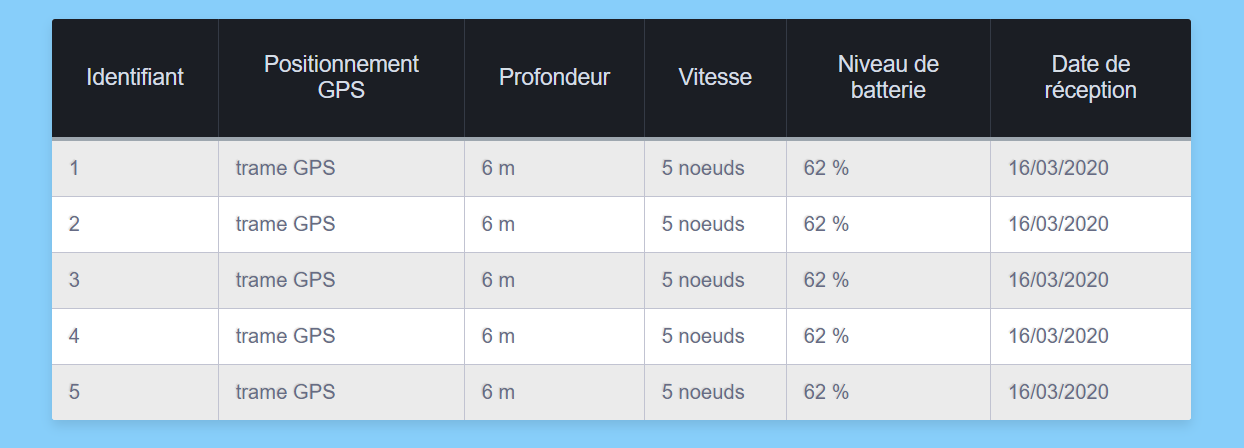 Identifiant Positionnement GPS Profondeur Vitesse Niveau de batterie Date de réception
1 trame GPS 6 m 5 noeuds 62 % 16/03/2020
2 trame GPS 6 m 5 noeuds 62 % 16/03/2020
3 trame GPS 6 m 5 noeuds 62 % 16/03/2020
4 trame GPS 6 m 5 noeuds 62 % 16/03/2020
5 trame GPS 6 m 5 noeuds 62 % 16/03/2020